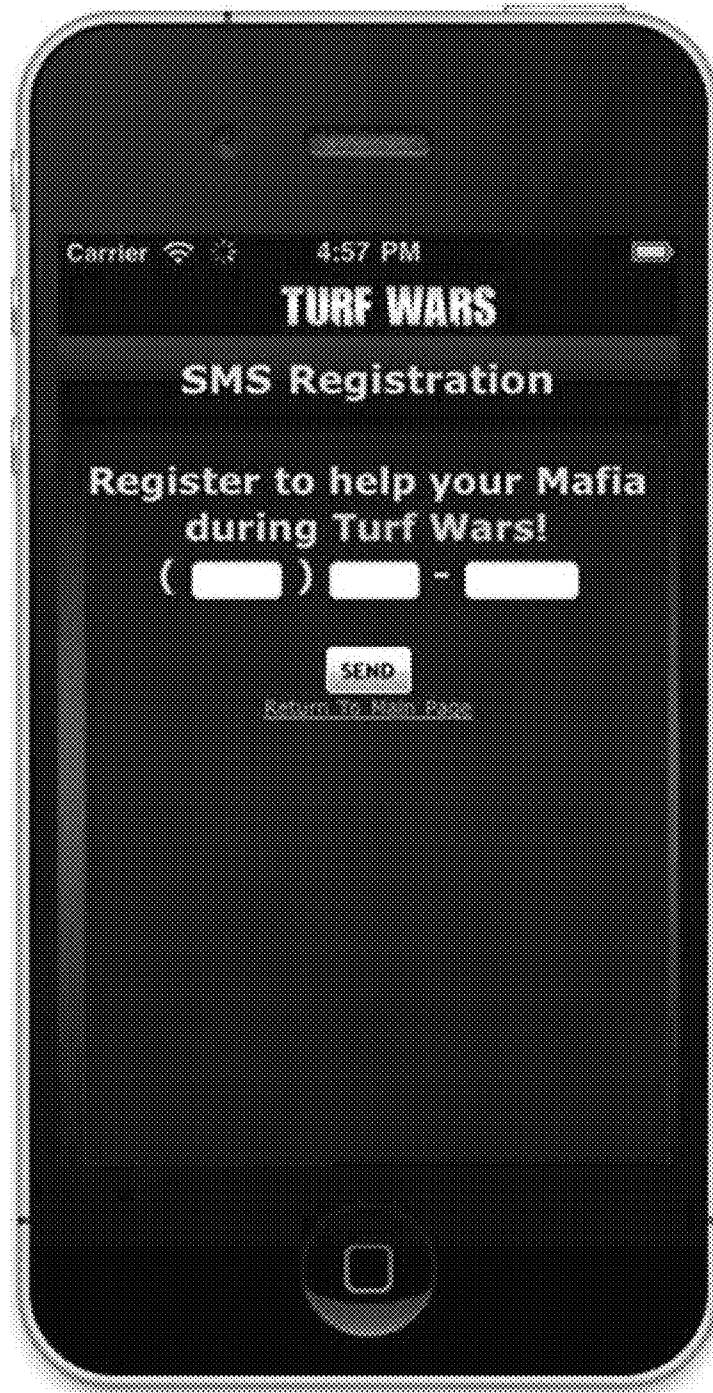 Carrier 4:57 PM
TURF WARS
SMS Registration
Register to help your Mafia
during Turf Wars!
( ) -
SEND
Return To Main Page